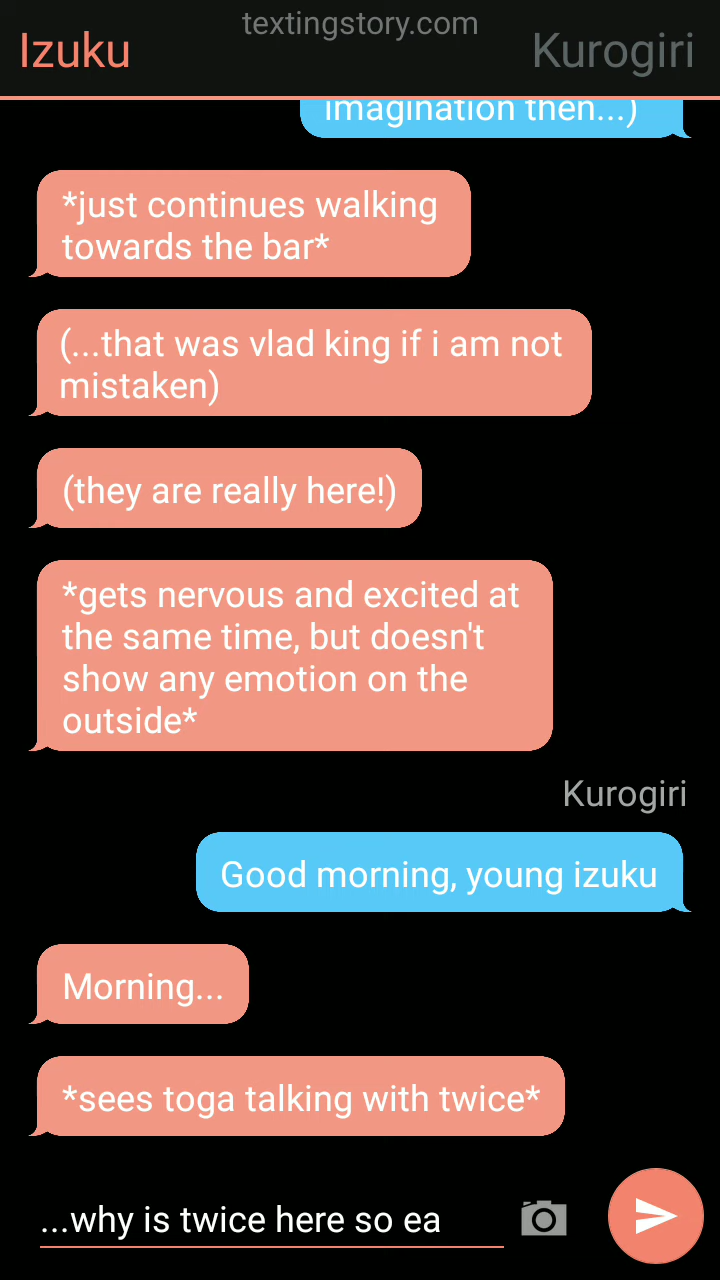 textingstory.com
Izuku
Kurogiri
imagination then...)
*just continues walking
towards the bar*
(...that was vlad king if i am not
mistaken)
(they are really here!)
*gets nervous and excited at
the same time, but doesn't
show any emotion on the
outside*
Kurogiri
Good morning, young izuku
Morning...
*sees toga talking with twice*
...why is twice here so ea